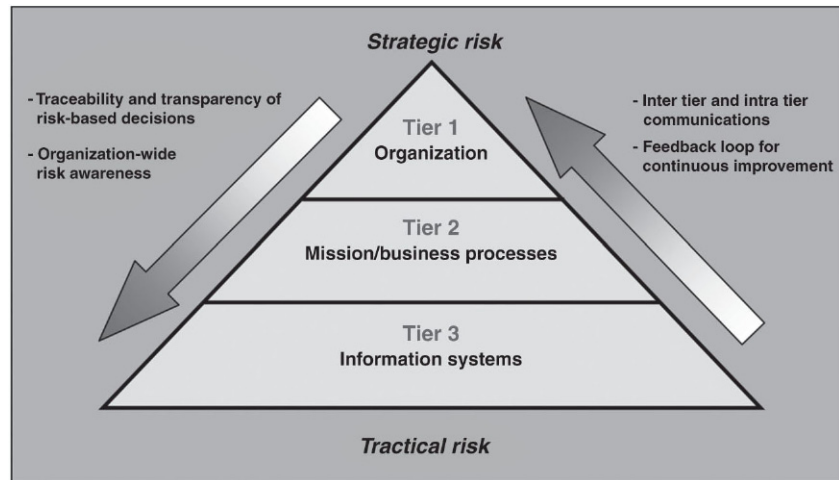 Strategic risk
- Traceability and transparency of
risk-based decisions
- Organization-wide
risk awareness
- Inter tier and intra tier
communications
- Feedback loop for
continuous improvement
Tier 1
Organization
Tier 2
Mission/business processes
Tier 3
Information systems
Tractical risk